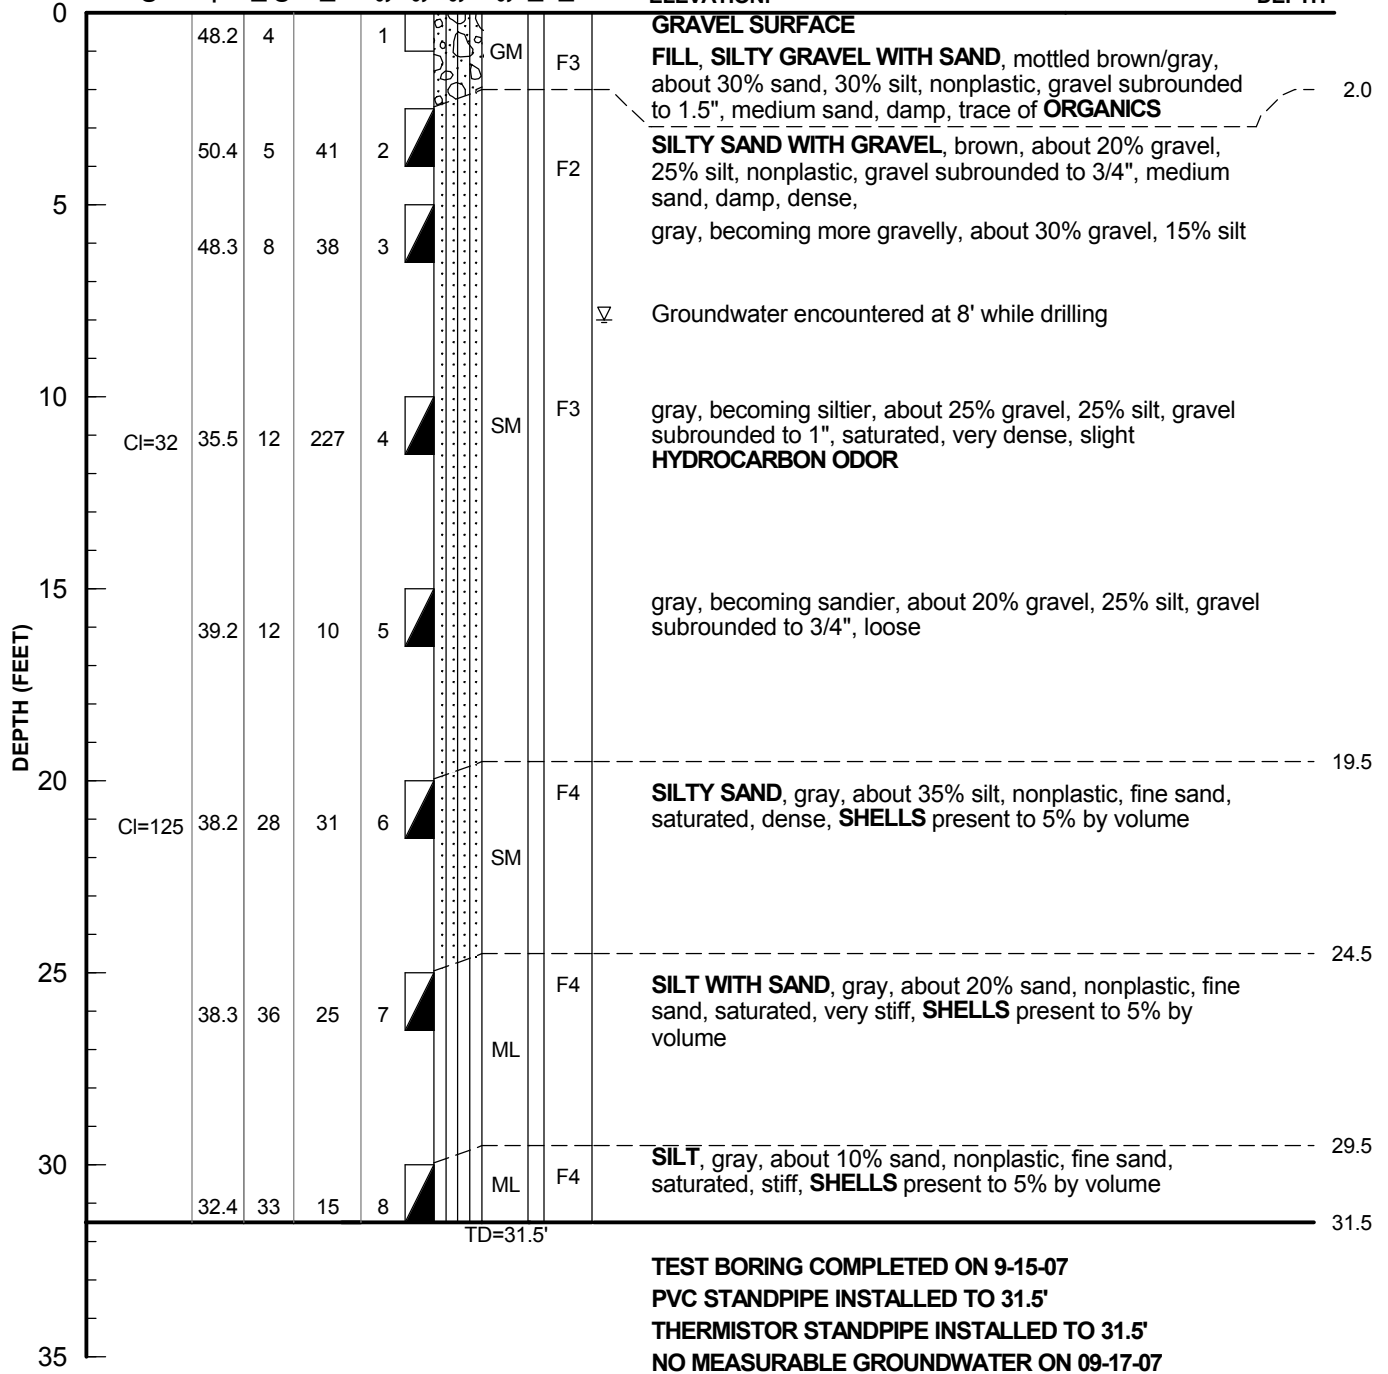 ELEVATION:
DEPTH
0
GRAVEL SURFACE
48.2 4 1
GM
F3
FILL, SILTY GRAVEL WITH SAND, mottled brown/gray,
about 30% sand, 30% silt, nonplastic, gravel subrounded
to 1.5", medium sand, damp, trace of ORGANICS
2.0
50.4 5 41 2
F2
SILTY SAND WITH GRAVEL, brown, about 20% gravel,
25% silt, nonplastic, gravel subrounded to 3/4", medium
sand, damp, dense,
5
48.3 8 38 3
gray, becoming more gravelly, about 30% gravel, 15% silt
Groundwater encountered at 8' while drilling
10
Cl=32 35.5 12 227 4
SM
F3
gray, becoming siltier, about 25% gravel, 25% silt, gravel
subrounded to 1", saturated, very dense, slight
HYDROCARBON ODOR
15
39.2 12 10 5
gray, becoming sandier, about 20% gravel, 25% silt, gravel
subrounded to 3/4", loose
DEPTH (FEET)
19.5
20
Cl=125 38.2 28 31 6
SM
F4
SILTY SAND, gray, about 35% silt, nonplastic, fine sand,
saturated, dense, SHELLS present to 5% by volume
24.5
25
38.3 36 25 7
ML
F4
SILT WITH SAND, gray, about 20% sand, nonplastic, fine
sand, saturated, very stiff, SHELLS present to 5% by
volume
29.5
30
32.4 33 15 8
ML
F4
SILT, gray, about 10% sand, nonplastic, fine sand,
saturated, stiff, SHELLS present to 5% by volume
31.5
TD=31.5'
TEST BORING COMPLETED ON 9-15-07
PVC STANDPIPE INSTALLED TO 31.5'
THERMISTOR STANDPIPE INSTALLED TO 31.5'
NO MEASURABLE GROUNDWATER ON 09-17-07
35